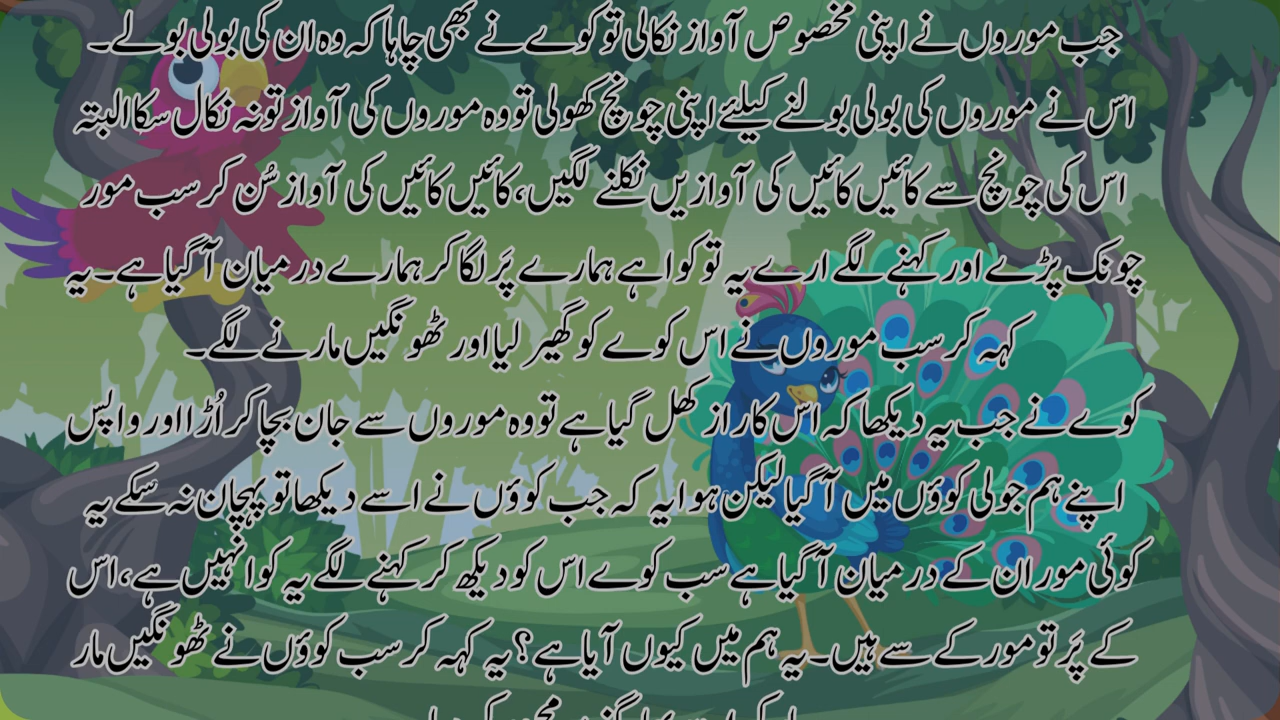 جب موروں نے اپنی مخصوص آواز نکالی تو کوے نے بھی چاہا کہ وہ ان کی بولی بولے۔
اس نے موروں کی بولی بولنے کیلئے اپنی چونچ کھولی تو وہ موروں کی آواز تو نہ نکال سکا البتہ
اس کی چونچ سے کائیں کائیں کی آوازیں نکلنے لگیں، کائیں کائیں کی آواز سُن کر سب مور
چونک پڑے اور کہنے لگے ارے یہ تو کوا ہے ہمارے پَر لگا کر ہمارے درمیان آگیا ہے۔ یہ
کہہ کر سب موروں نے اس کوے کو گھیر لیا اور ٹھونگیں مارنے لگے۔
کوے نے جب یہ دیکھا کہ اس کا راز کھل گیا ہے تو وہ موروں سے جان بچا کر اُڑا اور واپس
اپنے ہم جولی کوؤں میں آگیا لیکن ہوا یہ کہ جب کوؤں نے اسے دیکھا تو پہچان نہ سکے یہ
کوئی مور ان کے درمیان آگیا ہے سب کوے اس کو دیکھ کر کہنے لگے یہ کوا نہیں ہے، اس
کے پَر تو مور کے سے ہیں۔ یہ ہم میں کیوں آیا ہے؟ یہ کہہ کر سب کوؤں نے ٹھونگیں مار